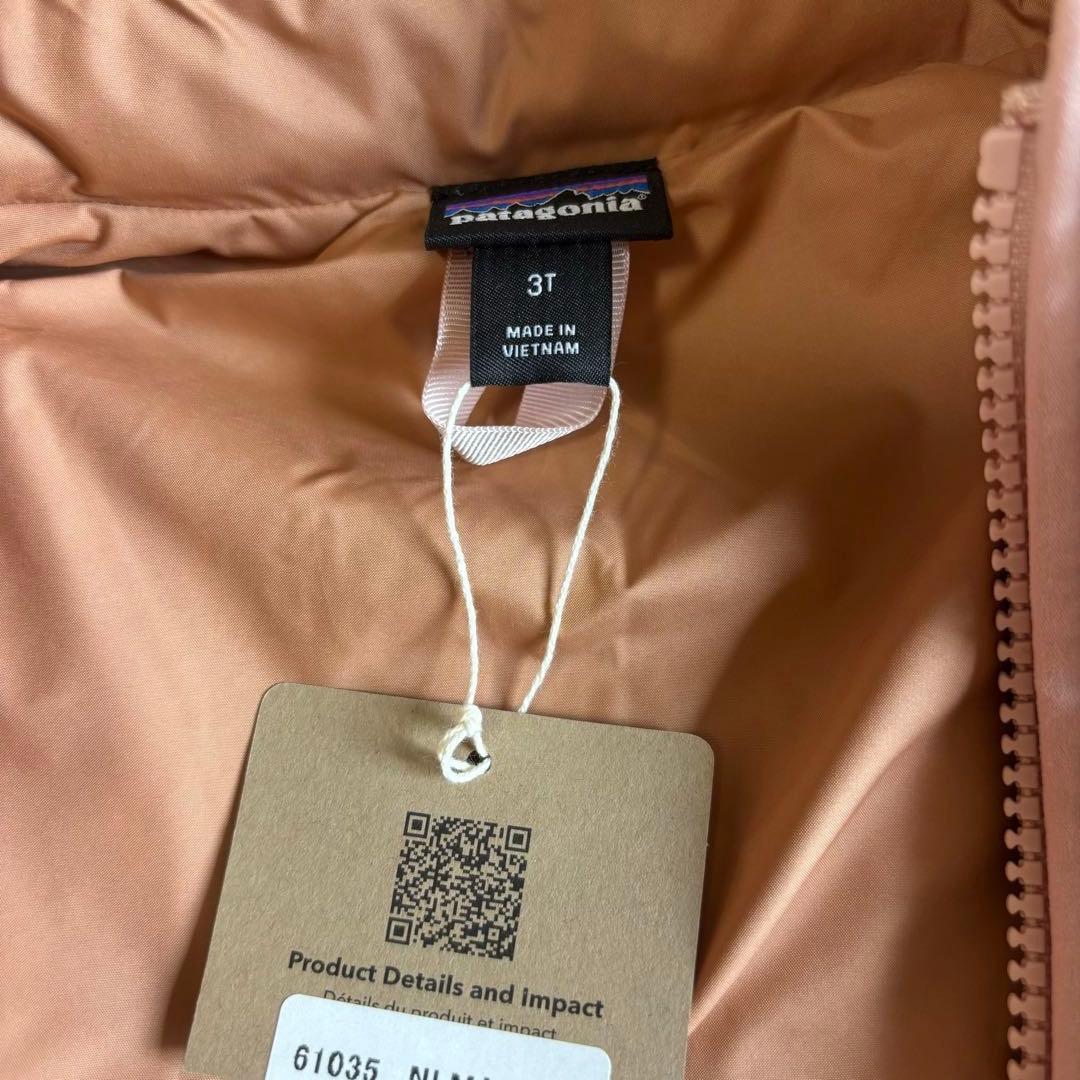 patagonia®
3T
MADE IN
VIETNAM
Product Details and Impact
Détails du produit et impact
61035